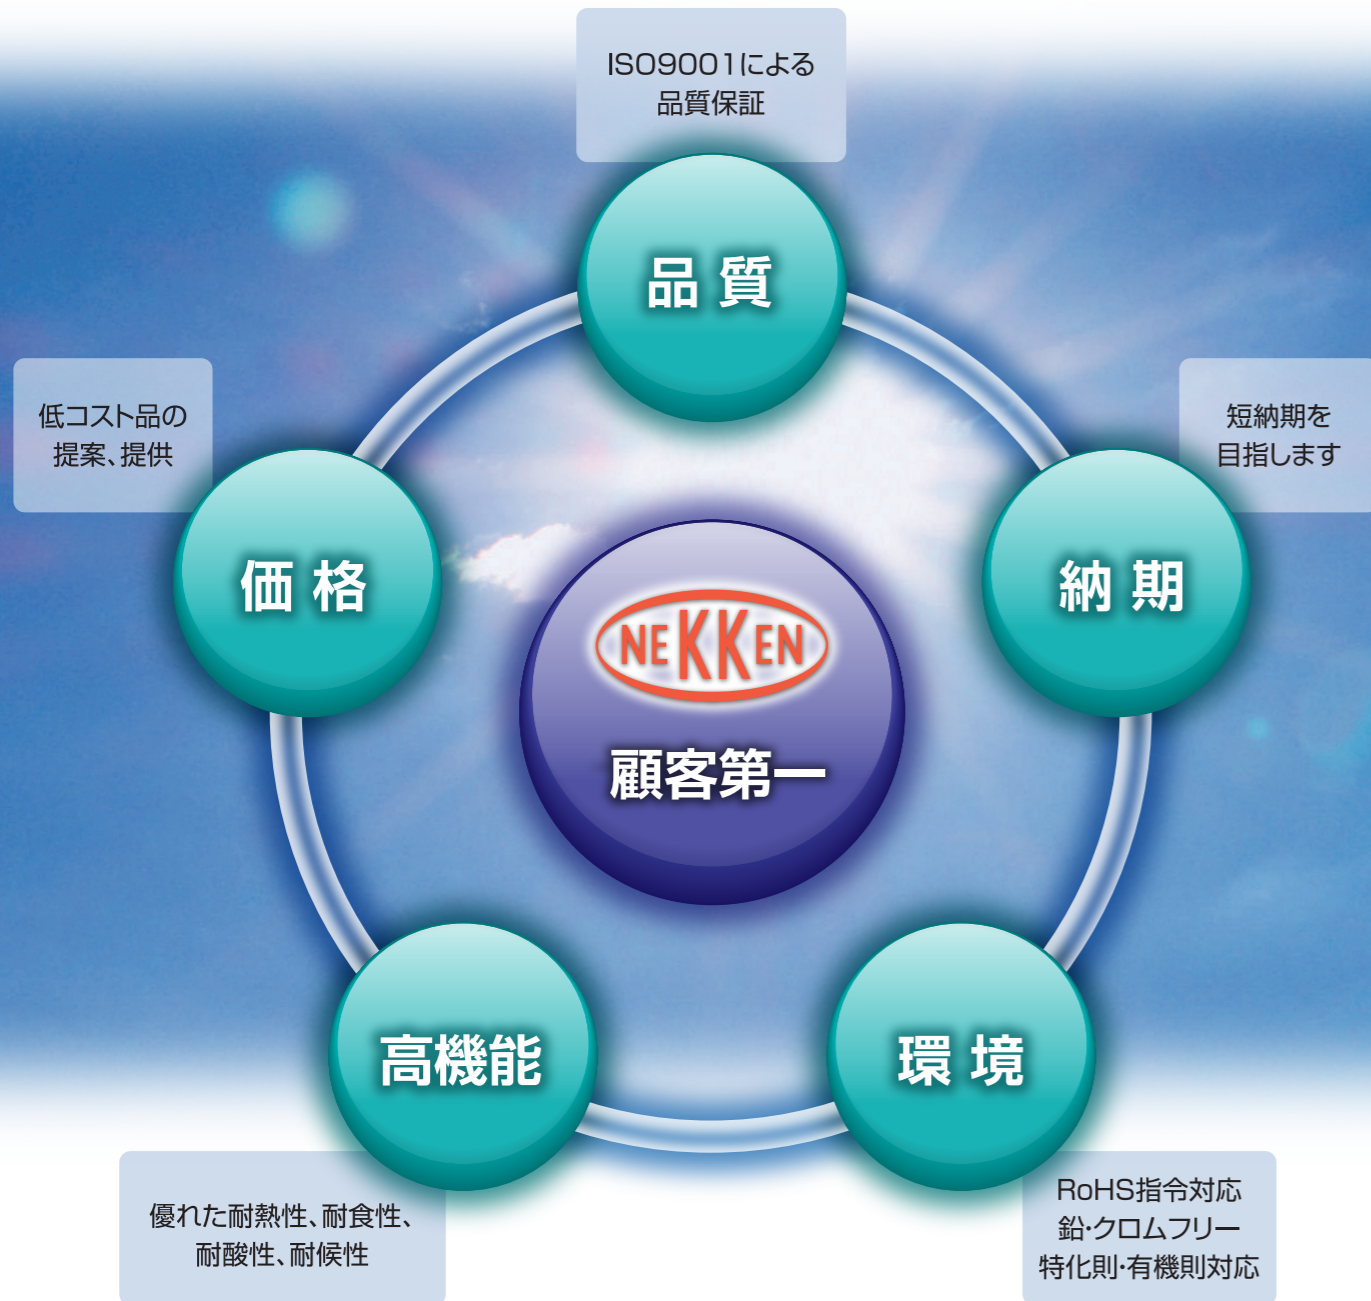 ISO9001による
品質保証
品質
低コスト品の
提案、提供
短納期を
目指します
価格
納期
NEKKEN
顧客第一
高機能
環境
優れた耐熱性、耐食性、
耐酸性、耐候性
RoHS指令対応
鉛・クロムフリー
特化則・有機則対応